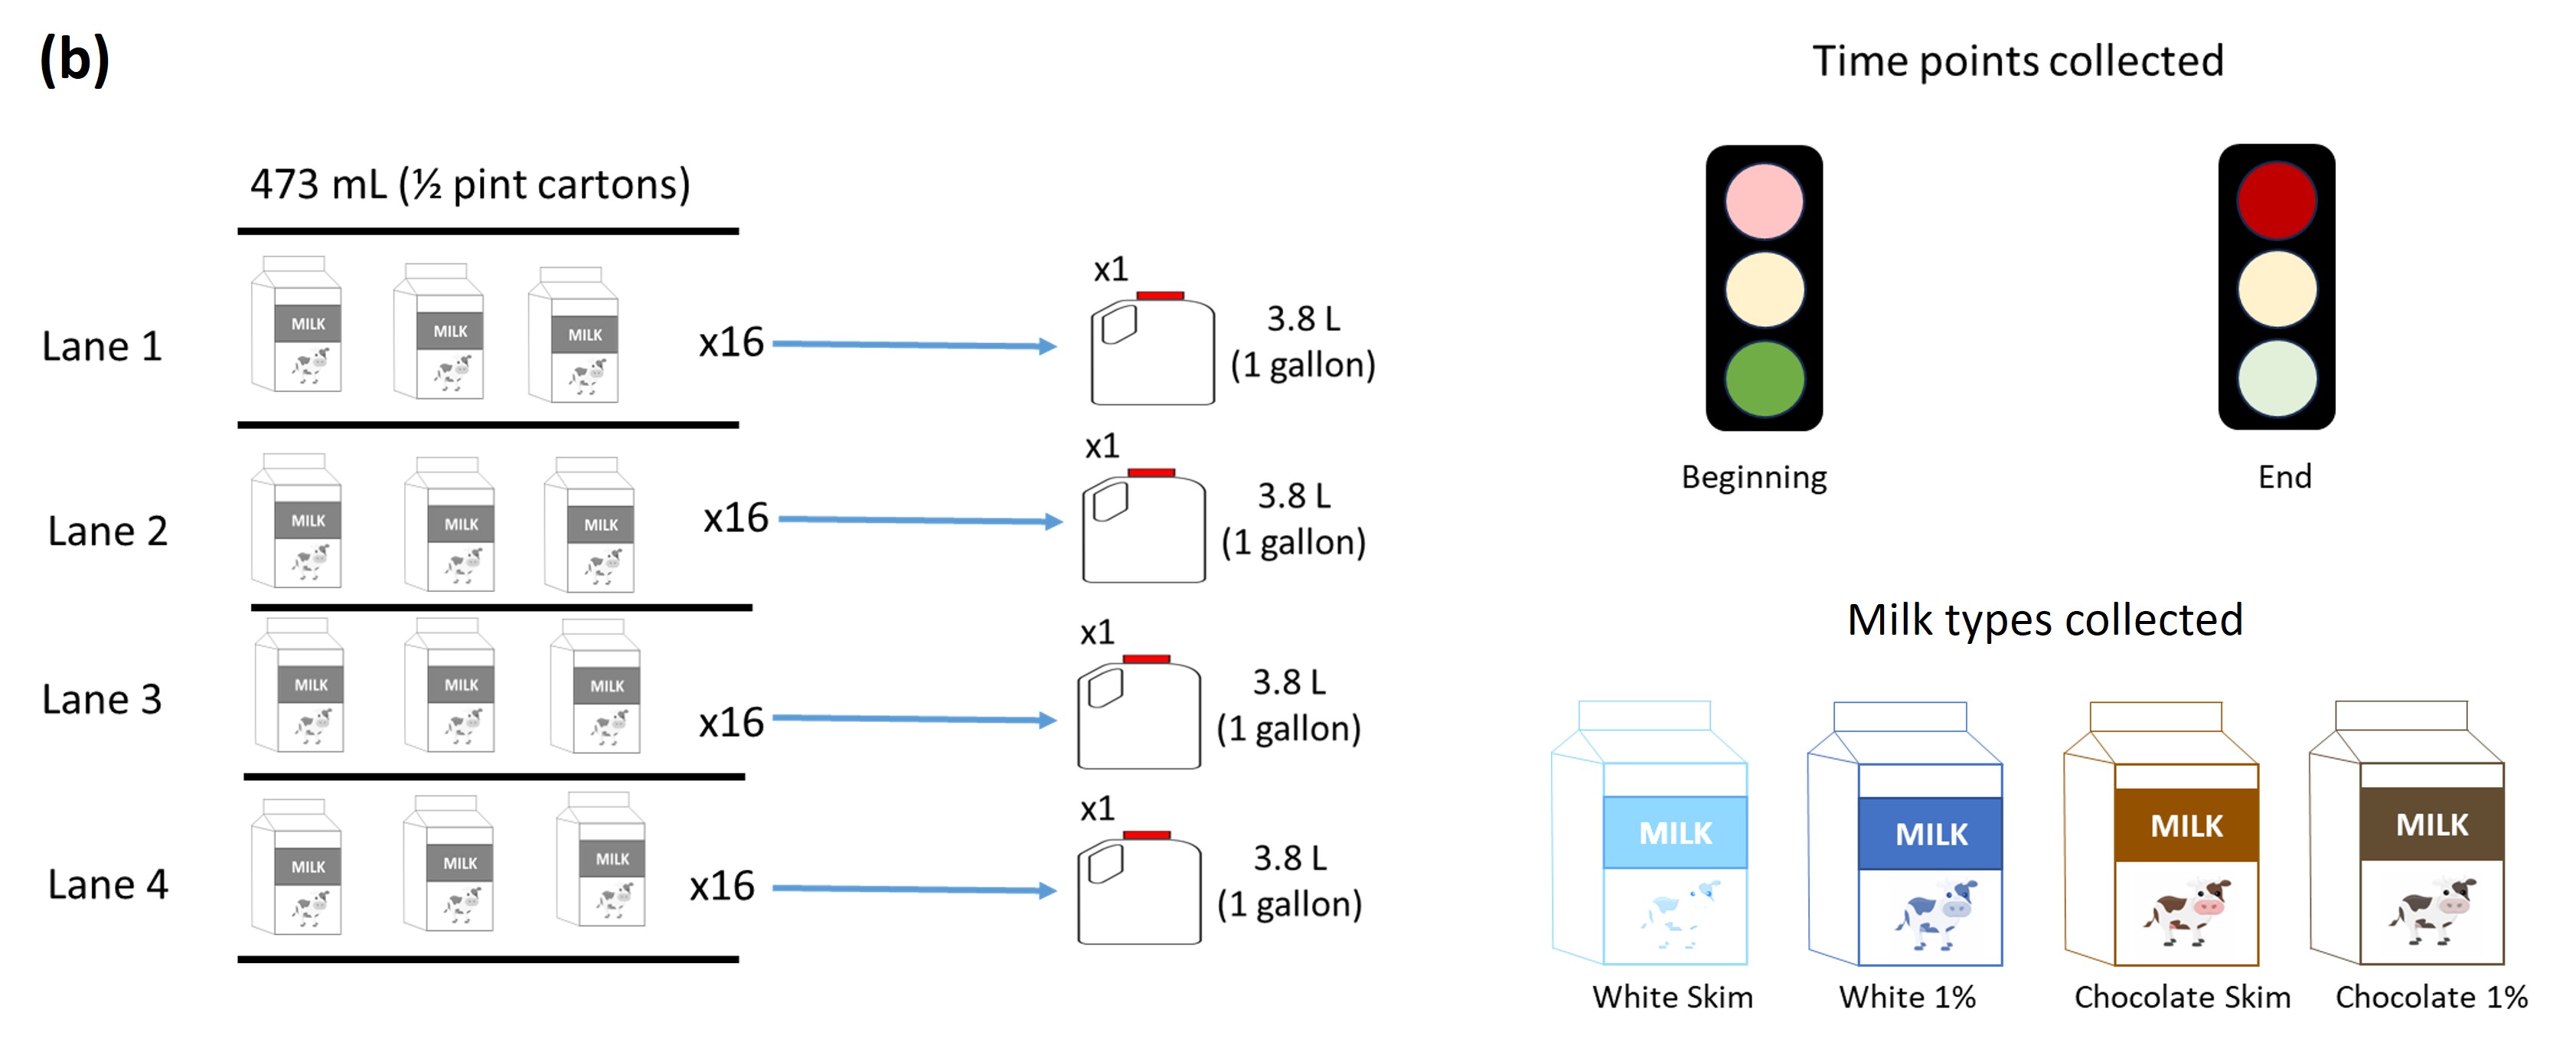 (b)
473 mL (½ pint cartons)
Lane 1
MILK
MILK
MILK
x16
x1
3.8 L
(1 gallon)
Lane 2
MILK
MILK
MILK
x16
x1
3.8 L
(1 gallon)
Lane 3
MILK
MILK
MILK
x16
x1
3.8 L
(1 gallon)
Lane 4
MILK
MILK
MILK
x16
x1
3.8 L
(1 gallon)
Time points collected
Beginning
End
Milk types collected
MILK
MILK
MILK
MILK
White Skim
White 1%
Chocolate Skim
Chocolate 1%